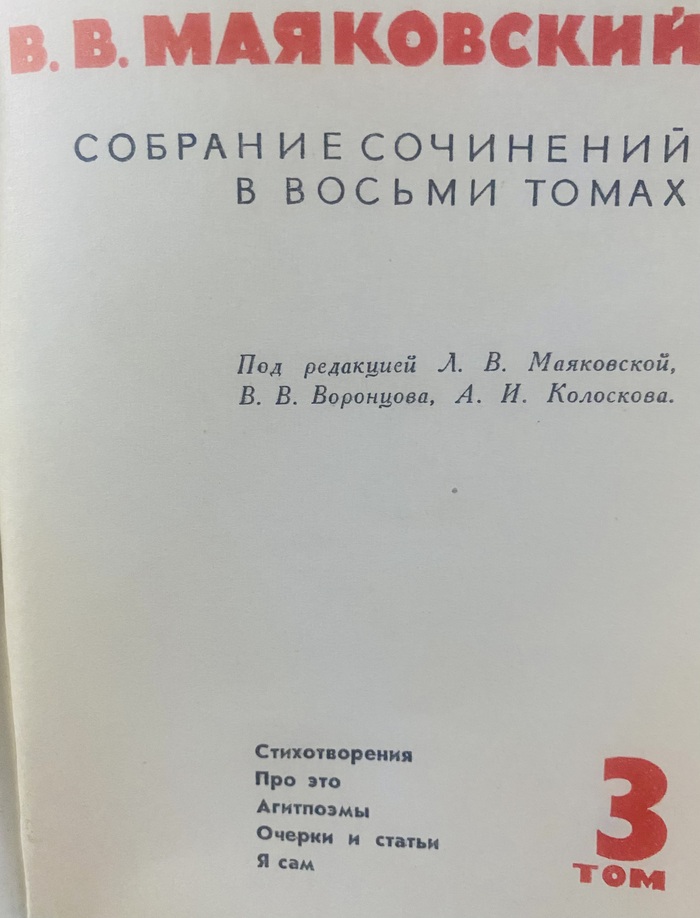 В. В. МАЯКОВСКИЙ
СОБРАНИЕ СОЧИНЕНИЙ
В ВОСЬМИ ТОМАХ
Под редакцией Л. В. Маяковской,
В. В. Воронцова, А. И. Колоскова.
Стихотворения
Про это
Агитпоэмы
Очерки и статьи
Я сам
3
ТОМ